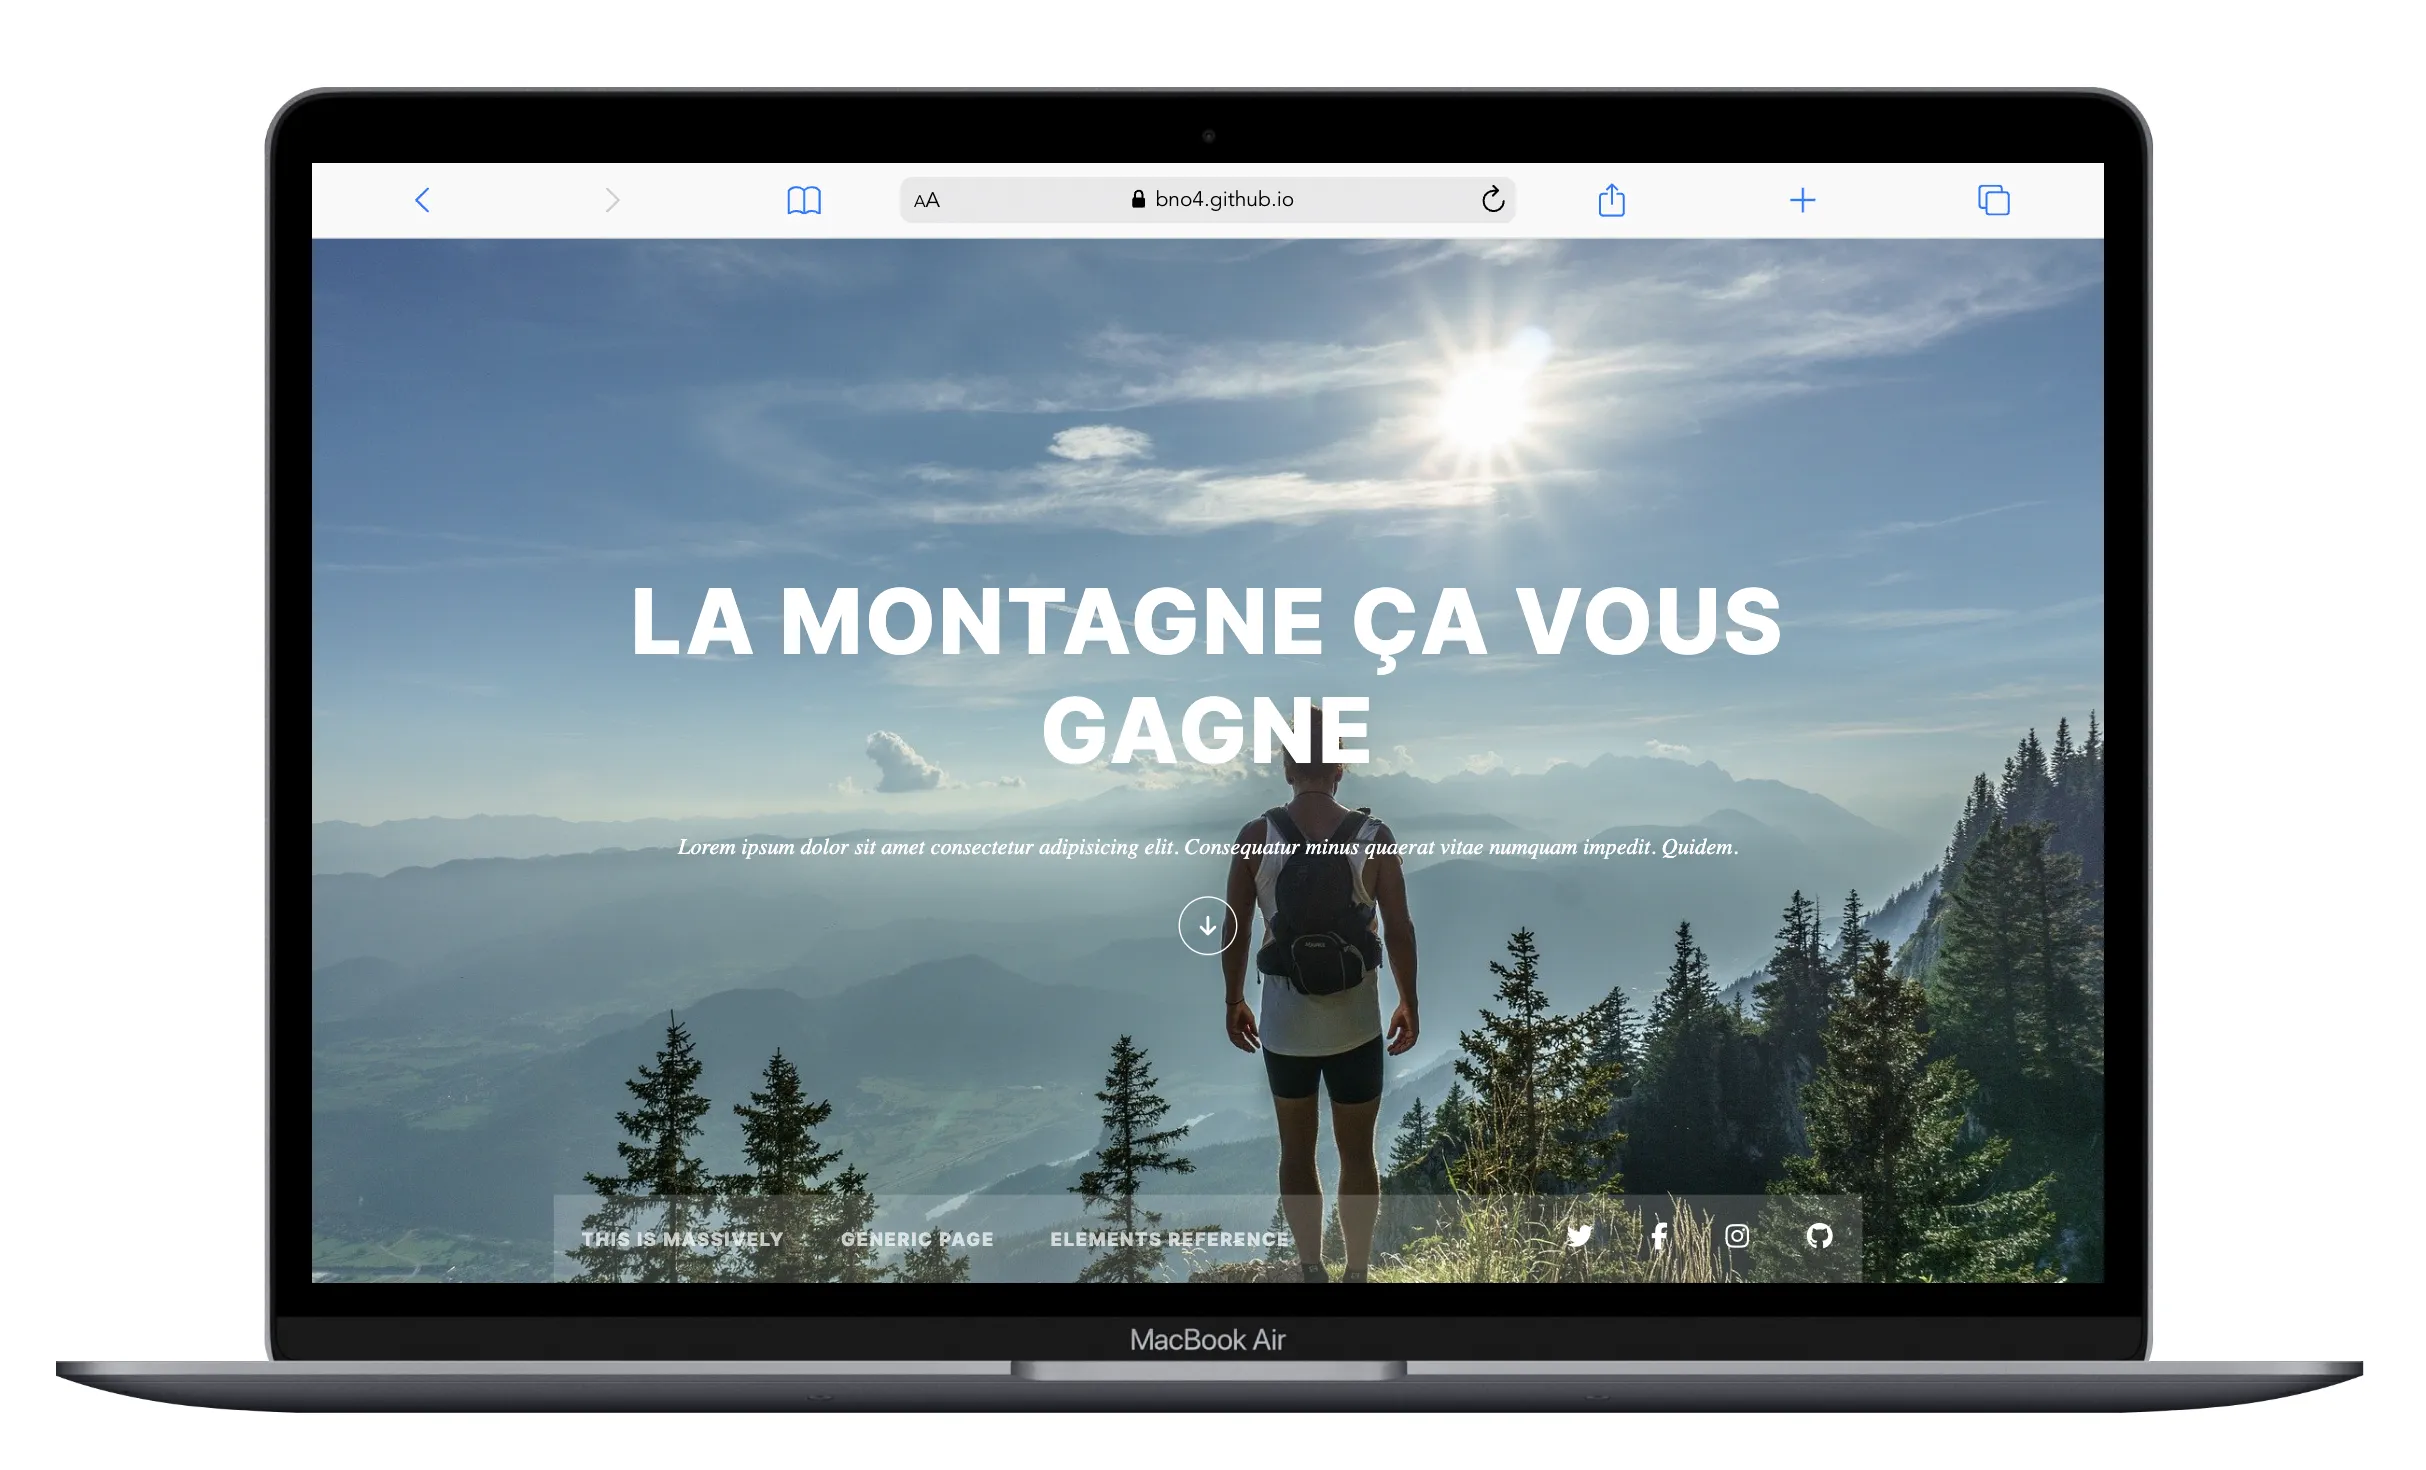 AA bno4.github.io
LA MONTAGNE ÇA VOUS
GAGNE
Lorem ipsum dolor sit amet consectetur adipisicing elit. Consequatur minus quaerat vitae numquam impedit. Quidem.
THIS IS MASSIVELY GENERIC PAGE ELEMENTS REFERENCE
MacBook Air